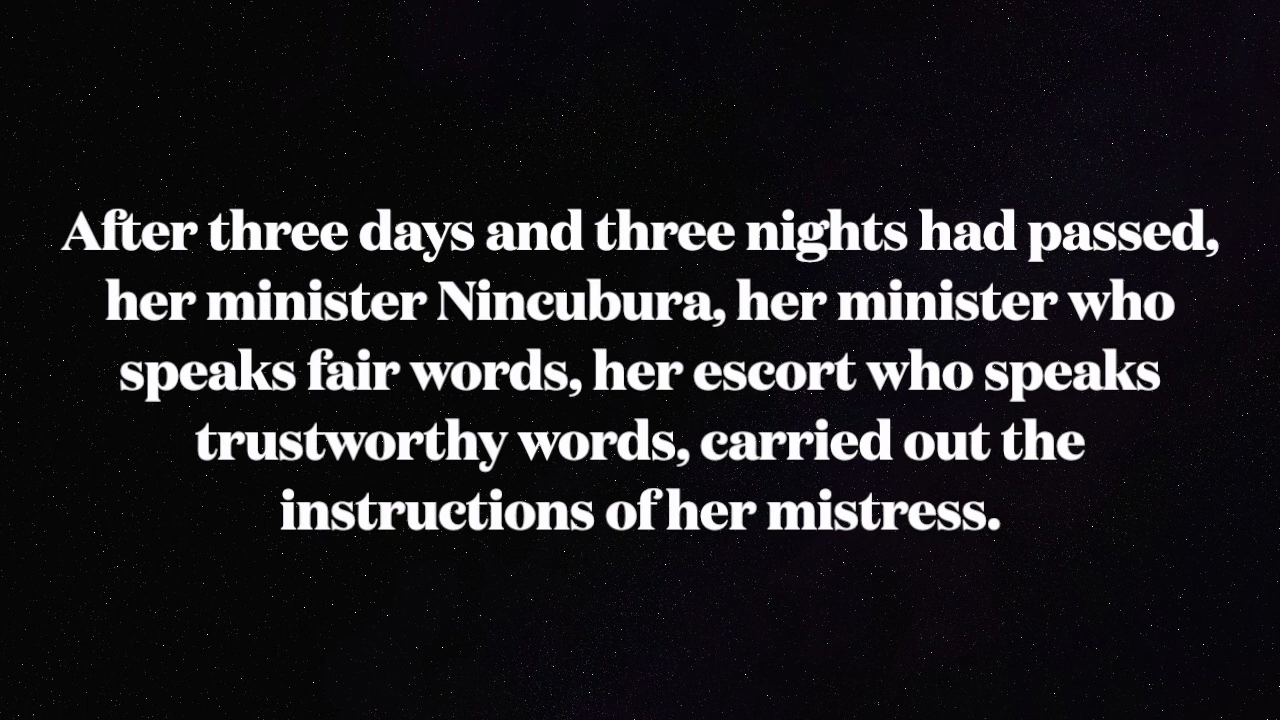 After three days and three nights had passed,
her minister Nincubura, her minister who
speaks fair words, her escort who speaks
trustworthy words, carried out the
instructions of her mistress.